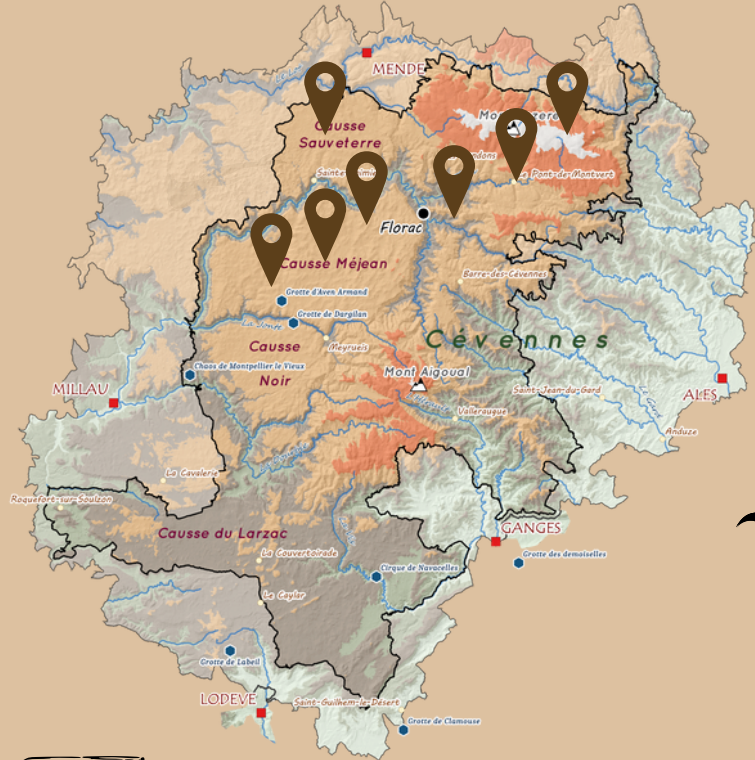 MENDE
Causse
Sauveterre
Le Pont-de-Montvert
Florac
Causse Méjean
Barre-des-Cévennes
Grotte d'Aven Armand
Grotte de Dargilan
La Jonte
Cévennes
Causse
Noir
Meyrueis
Chaos de Montpellier le Vieux
Mont Aigoual
MILLAU
ALES
Saint-Jean-du-Gard
Valleraugue
Anduze
La Cavalerie
Roquefort-sur-Soulzon
Causse du Larzac
GANGES
La Couvertoirade
Grotte des demoiselles
Cirque de Navacelles
Le Caylar
Grotte de Labeil
LODEVE
Saint-Guilhem-le-Désert
Grotte de Clamouse